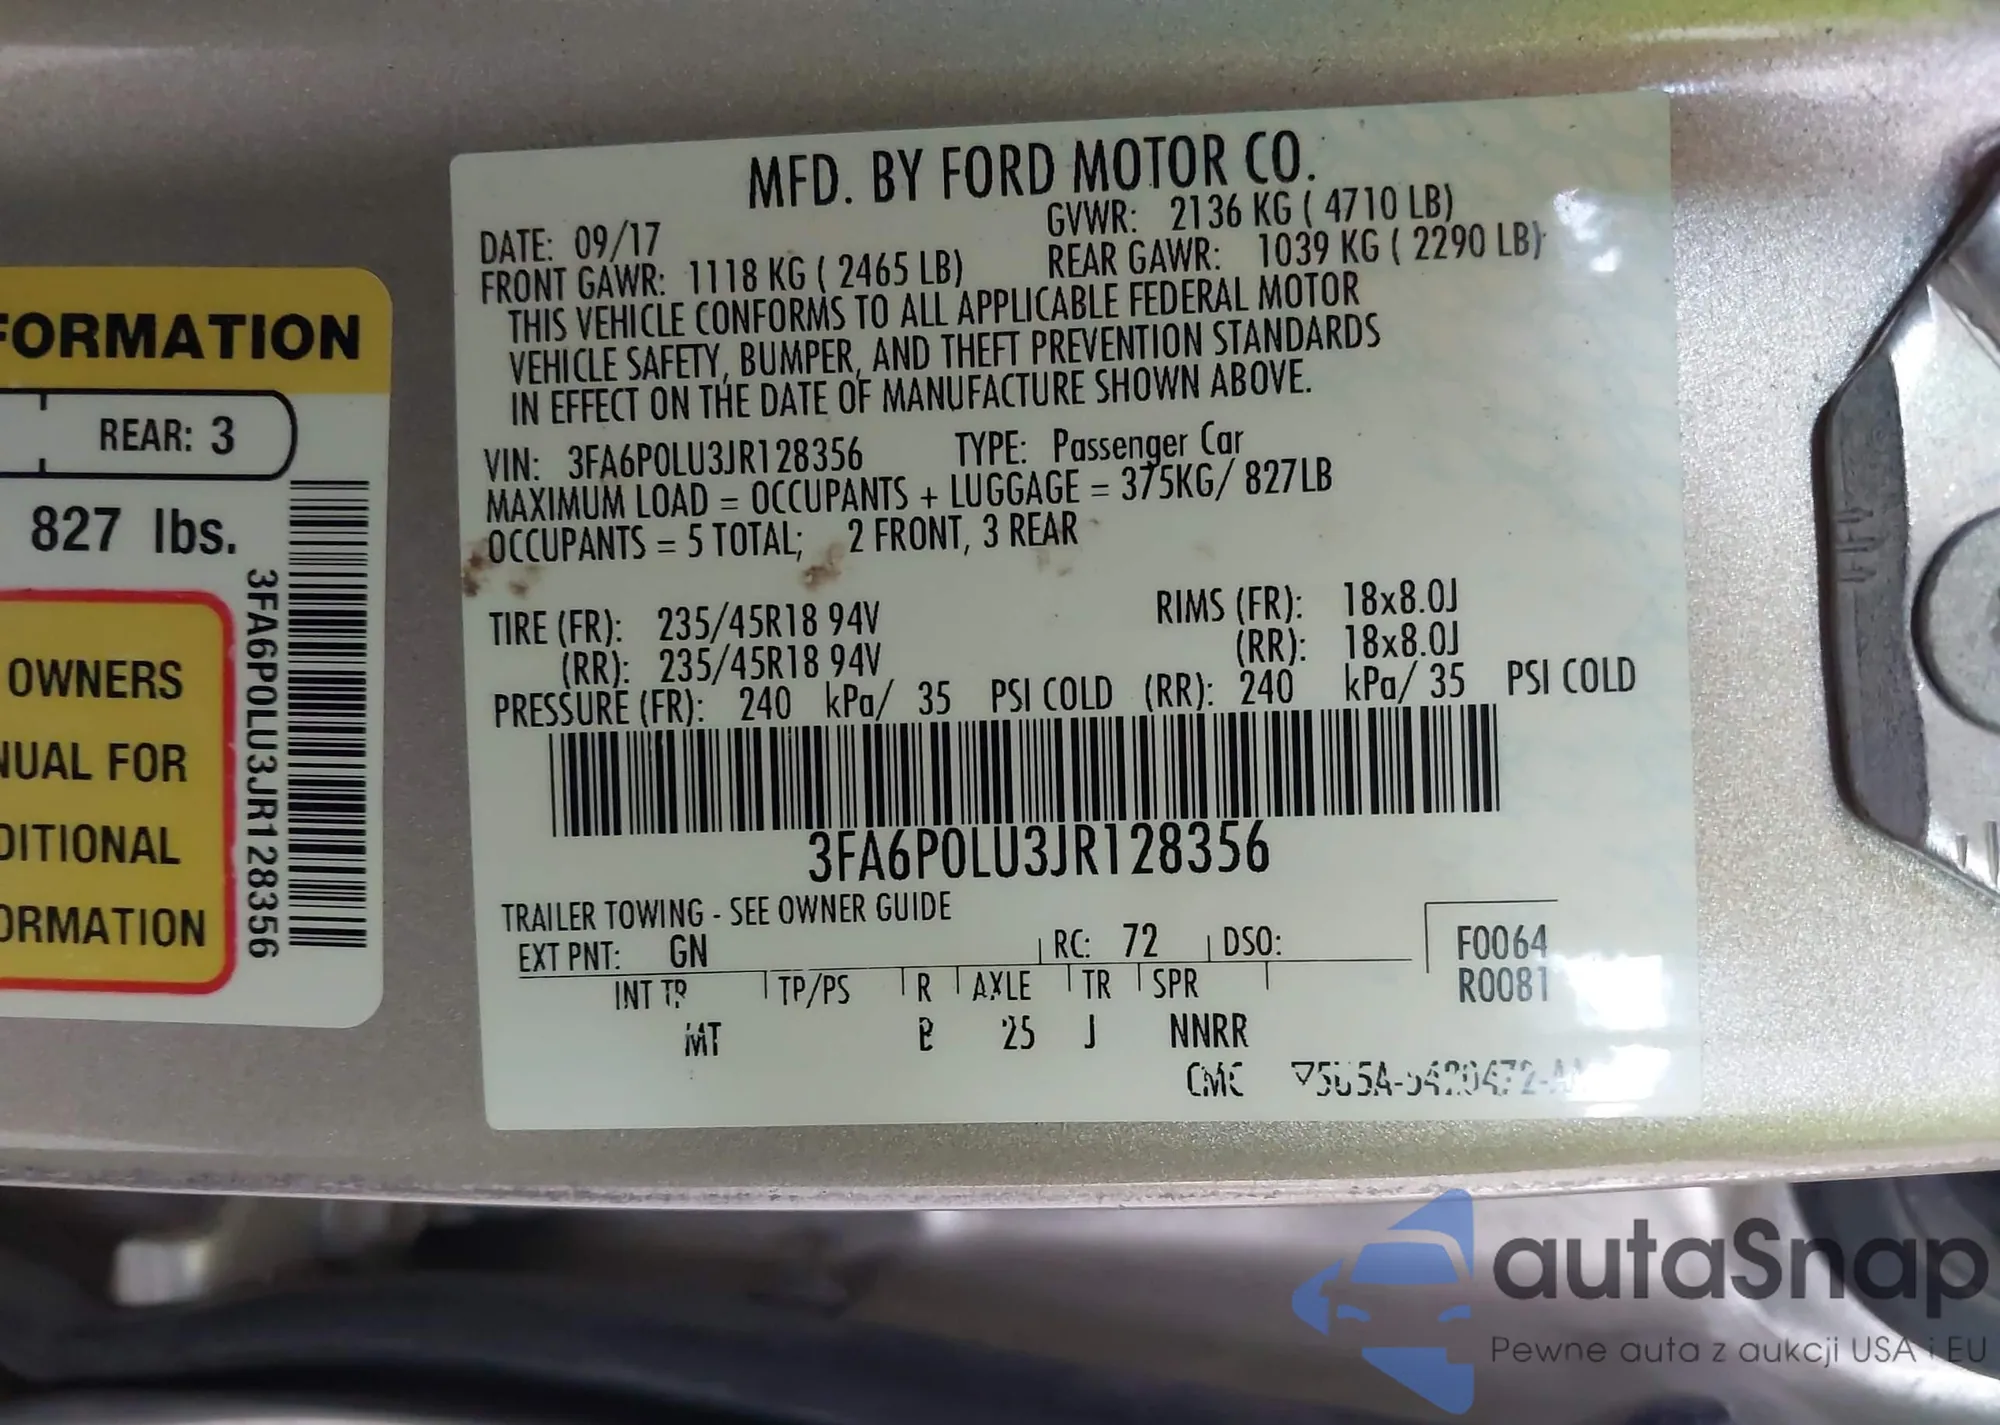 FORMATION
REAR: 3
827 lbs.
OWNERS
NUAL FOR
DITIONAL
ORMATION
3FA6P0LU3JR128356
MFD. BY FORD MOTOR CO.
DATE: 09/17 GVWR: 2136 KG ( 4710 LB)
FRONT GAWR: 1118 KG ( 2465 LB) REAR GAWR: 1039 KG ( 2290 LB)
THIS VEHICLE CONFORMS TO ALL APPLICABLE FEDERAL MOTOR
VEHICLE SAFETY, BUMPER, AND THEFT PREVENTION STANDARDS
IN EFFECT ON THE DATE OF MANUFACTURE SHOWN ABOVE.
VIN: 3FA6P0LU3JR128356 TYPE: Passenger Car
MAXIMUM LOAD = OCCUPANTS + LUGGAGE = 375KG/ 827LB
OCCUPANTS = 5 TOTAL; 2 FRONT, 3 REAR
TIRE (FR): 235/45R18 94V RIMS (FR): 18x8.0J
(RR): 235/45R18 94V (RR): 18x8.0J
PRESSURE (FR): 240 kPa/ 35 PSI COLD (RR): 240 kPa/ 35 PSI COLD
3FA6P0LU3JR128356
TRAILER TOWING - SEE OWNER GUIDE
EXT PNT: GN RC: 72 DSO: F0064
INT TR TP/PS R AXLE TR SPR R0081
MT 25 J NNRR
CMC
autaSnap
Pewne auta z aukcji USA i EU